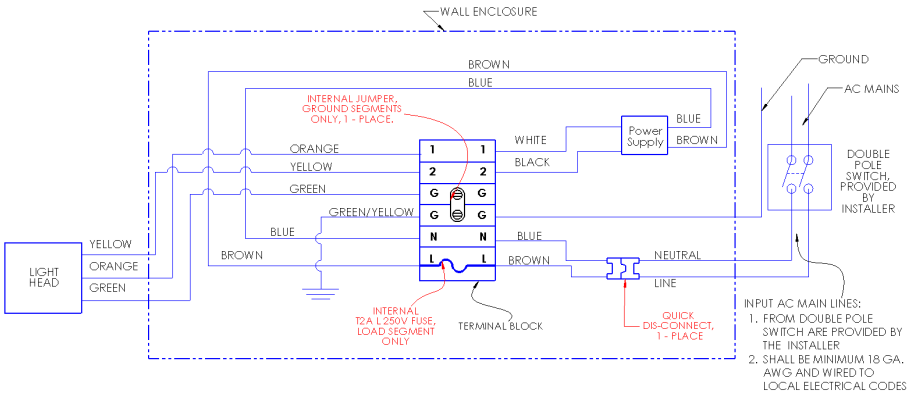 WALL ENCLOSURE
BROWN
BLUE
GROUND
AC MAINS
INTERNAL JUMPER,
GROUND SEGMENTS
ONLY, 1 - PLACE.
Power
Supply
BLUE
BROWN
WHITE
BLACK
ORANGE
YELLOW
GREEN
GREEN/YELLOW
BLUE
BROWN
1 1
2 2
G G
G G
N N
L L
DOUBLE
POLE
SWITCH,
PROVIDED
BY
INSTALLER
BLUE
BROWN
NEUTRAL
LINE
LIGHT
HEAD
YELLOW
ORANGE
GREEN
INTERNAL
T2A L 250V FUSE,
LOAD SEGMENT
ONLY
TERMINAL BLOCK
QUICK
DIS-CONNECT,
1 - PLACE
INPUT AC MAIN LINES:
1. FROM DOUBLE POLE
SWITCH ARE PROVIDED BY
THE INSTALLER
2. SHALL BE MINIMUM 18 GA.
AWG AND WIRED TO
LOCAL ELECTRICAL CODES